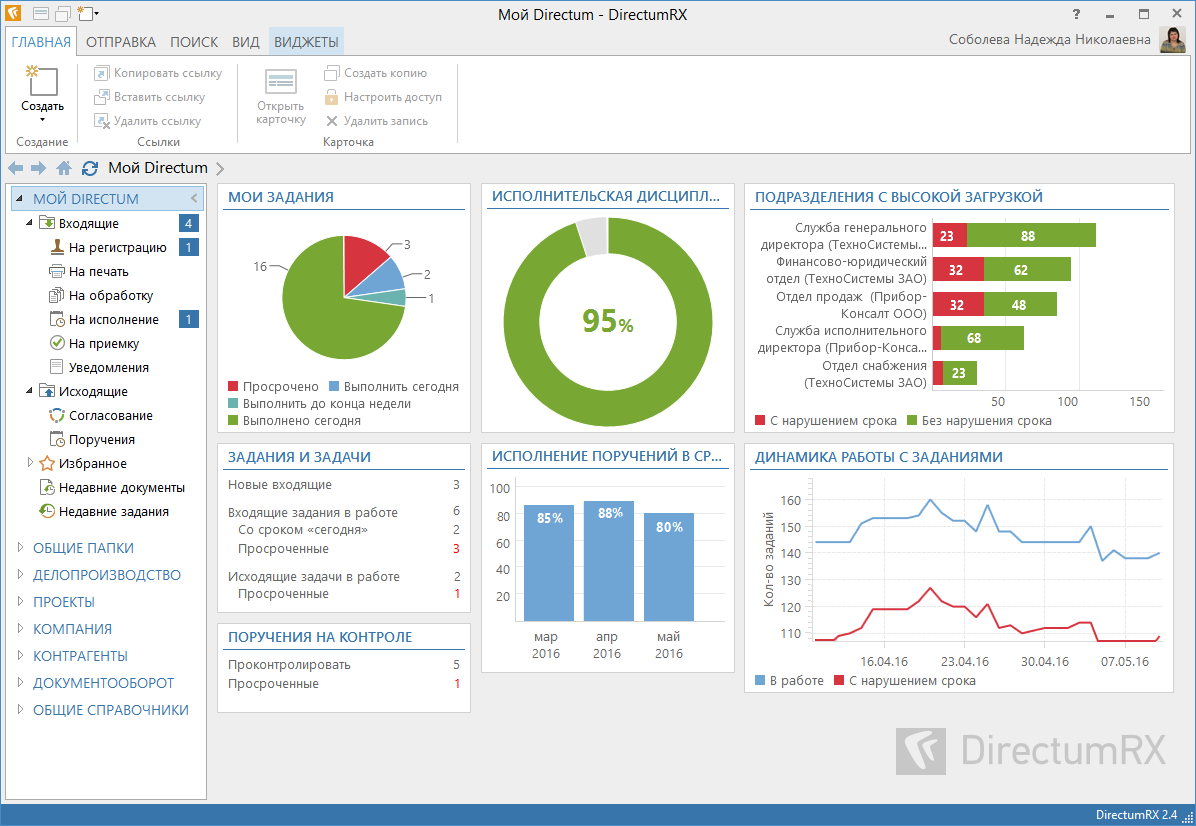 Мой Directum - DirectumRX
?
ГЛАВНАЯ ОТПРАВКА ПОИСК ВИД ВИДЖЕТЫ
Соболева Надежда Николаевна
Создать
Создание
Копировать ссылку
Вставить ссылку
Удалить ссылку
Ссылки
Открыть
карточку
Создать копию
Настроить доступ
Удалить запись
Карточка
Мой Directum
МОЙ DIRECTUM
Входящие 4
На регистрацию 1
На печать
На обработку
На исполнение 1
На приемку
Уведомления
Исходящие
Согласование
Поручения
Избранное
Недавние документы
Недавние задания
ОБЩИЕ ПАПКИ
ДЕЛОПРОИЗВОДСТВО
ПРОЕКТЫ
КОМПАНИЯ
КОНТРАГЕНТЫ
ДОКУМЕНТООБОРОТ
ОБЩИЕ СПРАВОЧНИКИ
МОИ ЗАДАНИЯ
3
16
2
1
Просрочено Выполнить сегодня
Выполнить до конца недели
Выполнено сегодня
ИСПОЛНИТЕЛЬСКАЯ ДИСЦИПЛ...
95%
ПОДРАЗДЕЛЕНИЯ С ВЫСОКОЙ ЗАГРУЗКОЙ
Служба генерального
директора (ТехноСистемы...
23 88
Финансово-юридический
отдел (ТехноСистемы ЗАО)
32 62
Отдел продаж (Прибор-
Консалт ООО)
32 48
Служба исполнительного
директора (Прибор-Конса...
68
Отдел снабжения
(ТехноСистемы ЗАО)
23
50 100 150
С нарушением срока Без нарушения срока
ЗАДАНИЯ И ЗАДАЧИ
Новые входящие 3
Входящие задания в работе 6
Со сроком «сегодня» 2
Просроченные 3
Исходящие задачи в работе 2
Просроченные 1
ПОРУЧЕНИЯ НА КОНТРОЛЕ
Проконтролировать 5
Просроченные 1
ИСПОЛНЕНИЕ ПОРУЧЕНИЙ В СР...
100
80
60
40
20
85% 88% 80%
мар апр май
2016 2016 2016
ДИНАМИКА РАБОТЫ С ЗАДАНИЯМИ
Кол-во заданий
160
150
140
130
120
110
16.04.16 23.04.16 30.04.16 07.05.16
В работе С нарушением срока
DirectumRX
DirectumRX 2.4